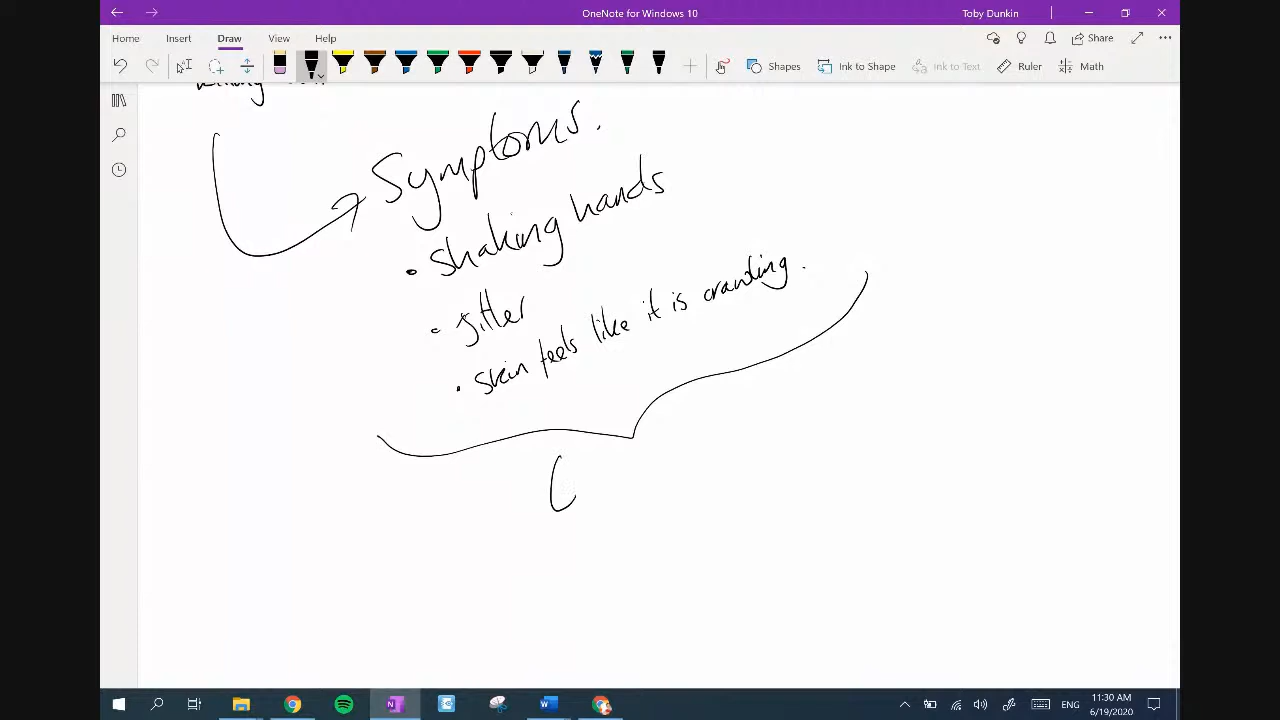 OneNote for Windows 10
Toby Dunkin
Home Insert Draw View Help
Share
Shapes
Ink to Shape
Ink to Text
Ruler
Math
Symptoms.
• shaking hands
• jitter
• skin feels like it is crawling.
ENG
11:30 AM
6/19/2020